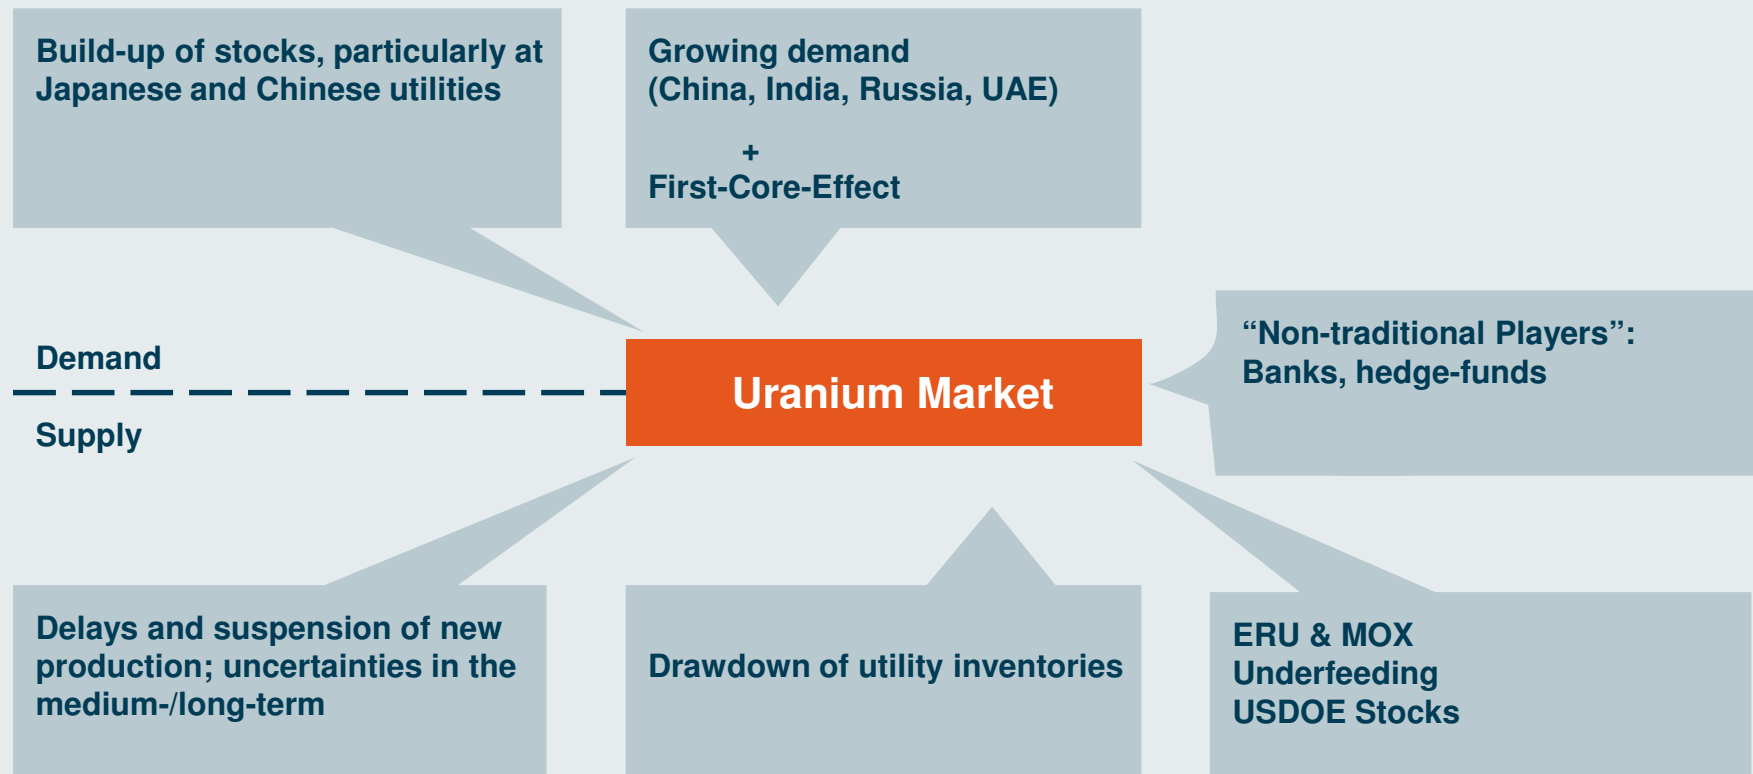 Build-up of stocks, particularly at
Japanese and Chinese utilities
Growing demand
(China, India, Russia, UAE)
+
First-Core-Effect
“Non-traditional Players”:
Banks, hedge-funds
Demand
Uranium Market
Supply
Delays and suspension of new
production; uncertainties in the
medium-/long-term
Drawdown of utility inventories
ERU & MOX
Underfeeding
USDOE Stocks